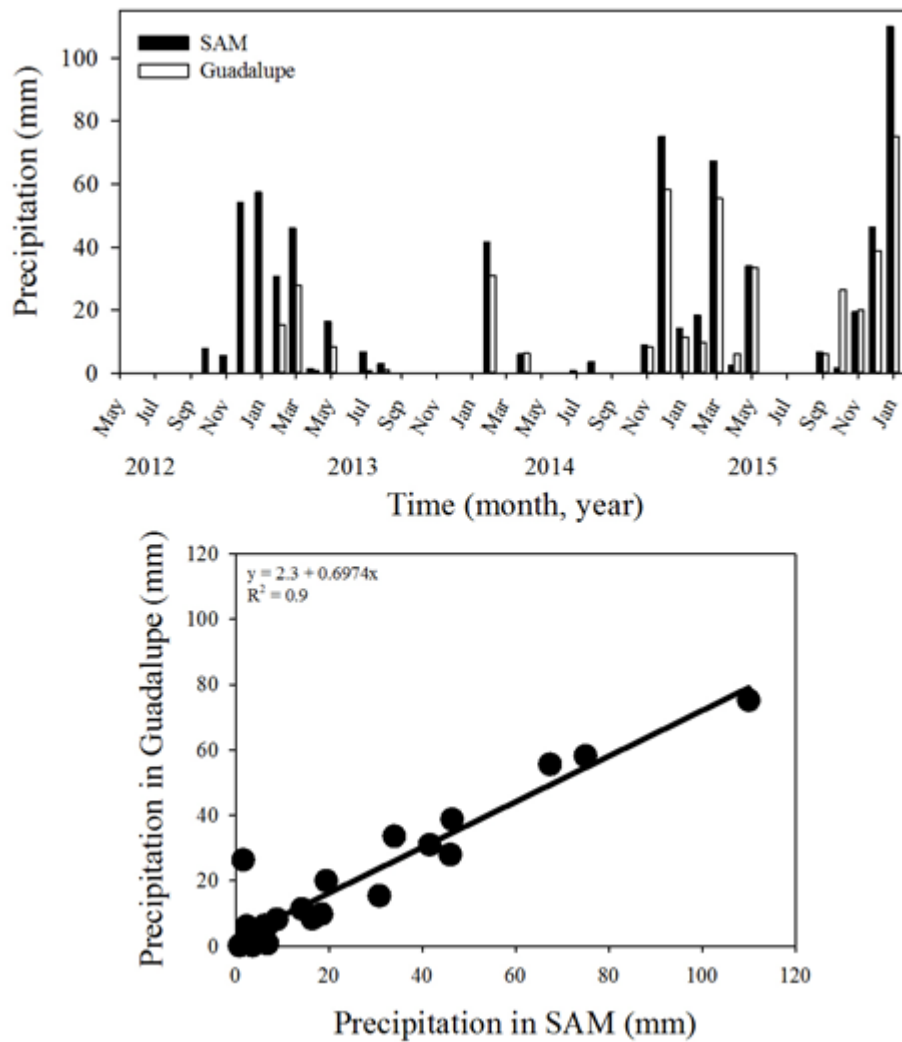 SAM
Guadalupe
Precipitation (mm)
100
80
60
40
20
0
May Jul Sep Nov Jan Mar May Jul Sep Nov Jan Mar May Jul Sep Nov Jan Mar May Jul Sep Nov Jan
2012 2013 2014 2015
Time (month, year)
y = 2.3 + 0.6974x
R² = 0.9
Precipitation in Guadalupe (mm)
120
100
80
60
40
20
0
0 20 40 60 80 100 120
Precipitation in SAM (mm)